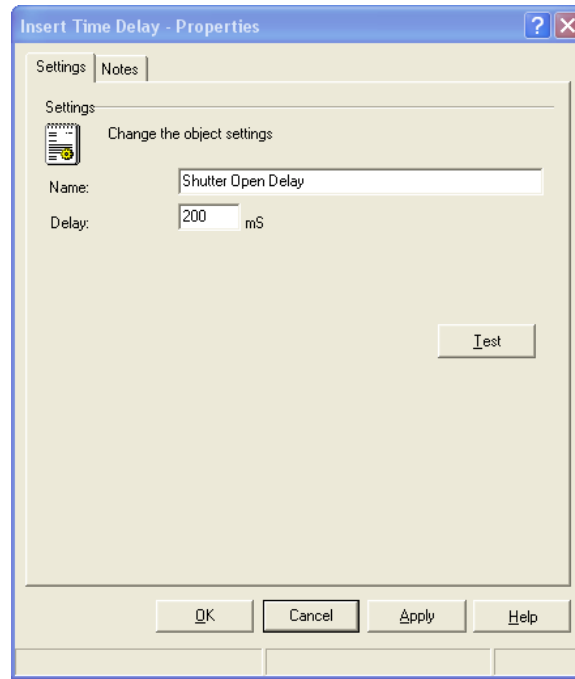 Insert Time Delay - Properties
Settings Notes
Settings
Change the object settings
Name: Shutter Open Delay
Delay: 200 mS
Test
OK Cancel Apply Help